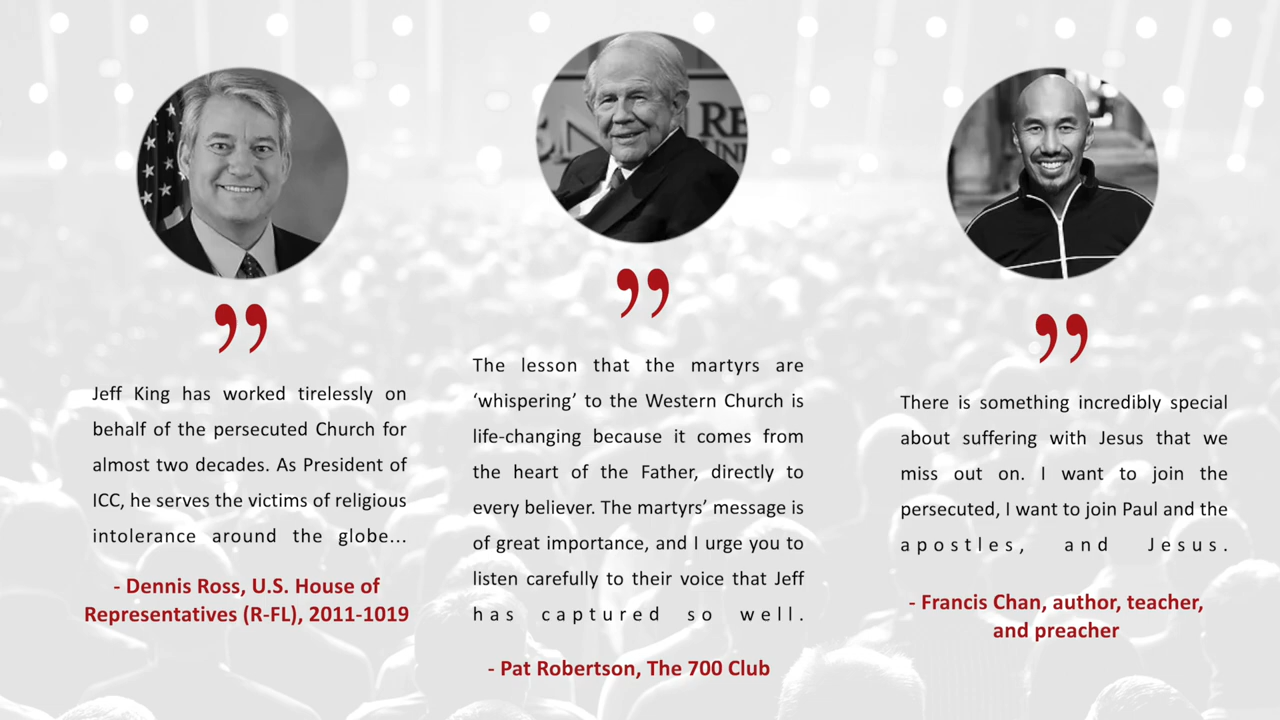 RE
UNI
”
Jeff King has worked tirelessly on
behalf of the persecuted Church for
almost two decades. As President of
ICC, he serves the victims of religious
intolerance around the globe...
- Dennis Ross, U.S. House of
Representatives (R-FL), 2011-1019
”
The lesson that the martyrs are
‘whispering’ to the Western Church is
life-changing because it comes from
the heart of the Father, directly to
every believer. The martyrs’ message is
of great importance, and I urge you to
listen carefully to their voice that Jeff
has captured so well.
- Pat Robertson, The 700 Club
”
There is something incredibly special
about suffering with Jesus that we
miss out on. I want to join the
persecuted, I want to join Paul and the
apostles, and Jesus.
- Francis Chan, author, teacher,
and preacher